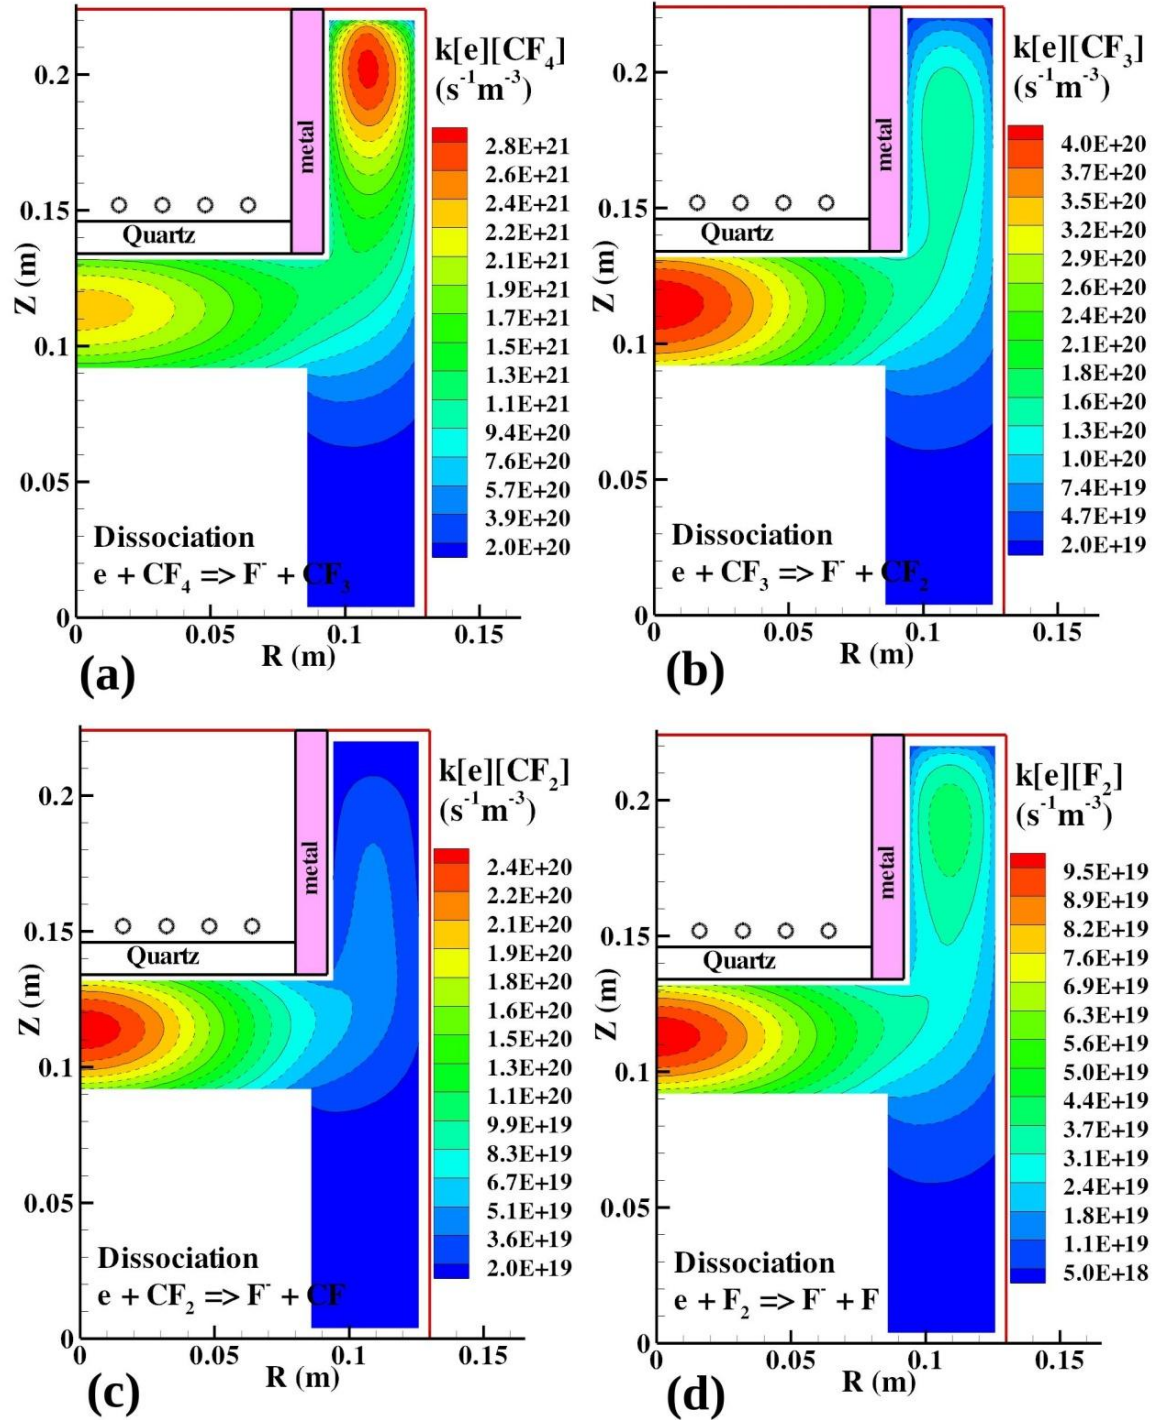 k[e][CF₄]
(s⁻¹m⁻³)
metal
Quartz
Z (m)
0.2
0.15
0.1
0.05
0
2.8E+21
2.6E+21
2.4E+21
2.2E+21
2.1E+21
1.9E+21
1.7E+21
1.5E+21
1.3E+21
1.1E+21
9.4E+20
7.6E+20
5.7E+20
3.9E+20
2.0E+20
Dissociation
e + CF₄ => F⁻ + CF₃
0 0.05 0.1 0.15
R (m)
(a)
k[e][CF₃]
(s⁻¹m⁻³)
metal
Quartz
Z (m)
0.2
0.15
0.1
0.05
0
4.0E+20
3.7E+20
3.5E+20
3.2E+20
2.9E+20
2.6E+20
2.4E+20
2.1E+20
1.8E+20
1.6E+20
1.3E+20
1.0E+20
7.4E+19
4.7E+19
2.0E+19
Dissociation
e + CF₃ => F⁻ + CF₂
0 0.05 0.1 0.15
R (m)
(b)
k[e][CF₂]
(s⁻¹m⁻³)
metal
Quartz
Z (m)
0.2
0.15
0.1
0.05
0
2.4E+20
2.2E+20
2.1E+20
1.9E+20
1.8E+20
1.6E+20
1.5E+20
1.3E+20
1.1E+20
9.9E+19
8.3E+19
6.7E+19
5.1E+19
3.6E+19
2.0E+19
Dissociation
e + CF₂ => F⁻ + CF
0 0.05 0.1 0.15
R (m)
(c)
k[e][F₂]
(s⁻¹m⁻³)
metal
Quartz
Z (m)
0.2
0.15
0.1
0.05
0
9.5E+19
8.9E+19
8.2E+19
7.6E+19
6.9E+19
6.3E+19
5.6E+19
5.0E+19
4.4E+19
3.7E+19
3.1E+19
2.4E+19
1.8E+19
1.1E+19
5.0E+18
Dissociation
e + F₂ => F⁻ + F
0 0.05 0.1 0.15
R (m)
(d)